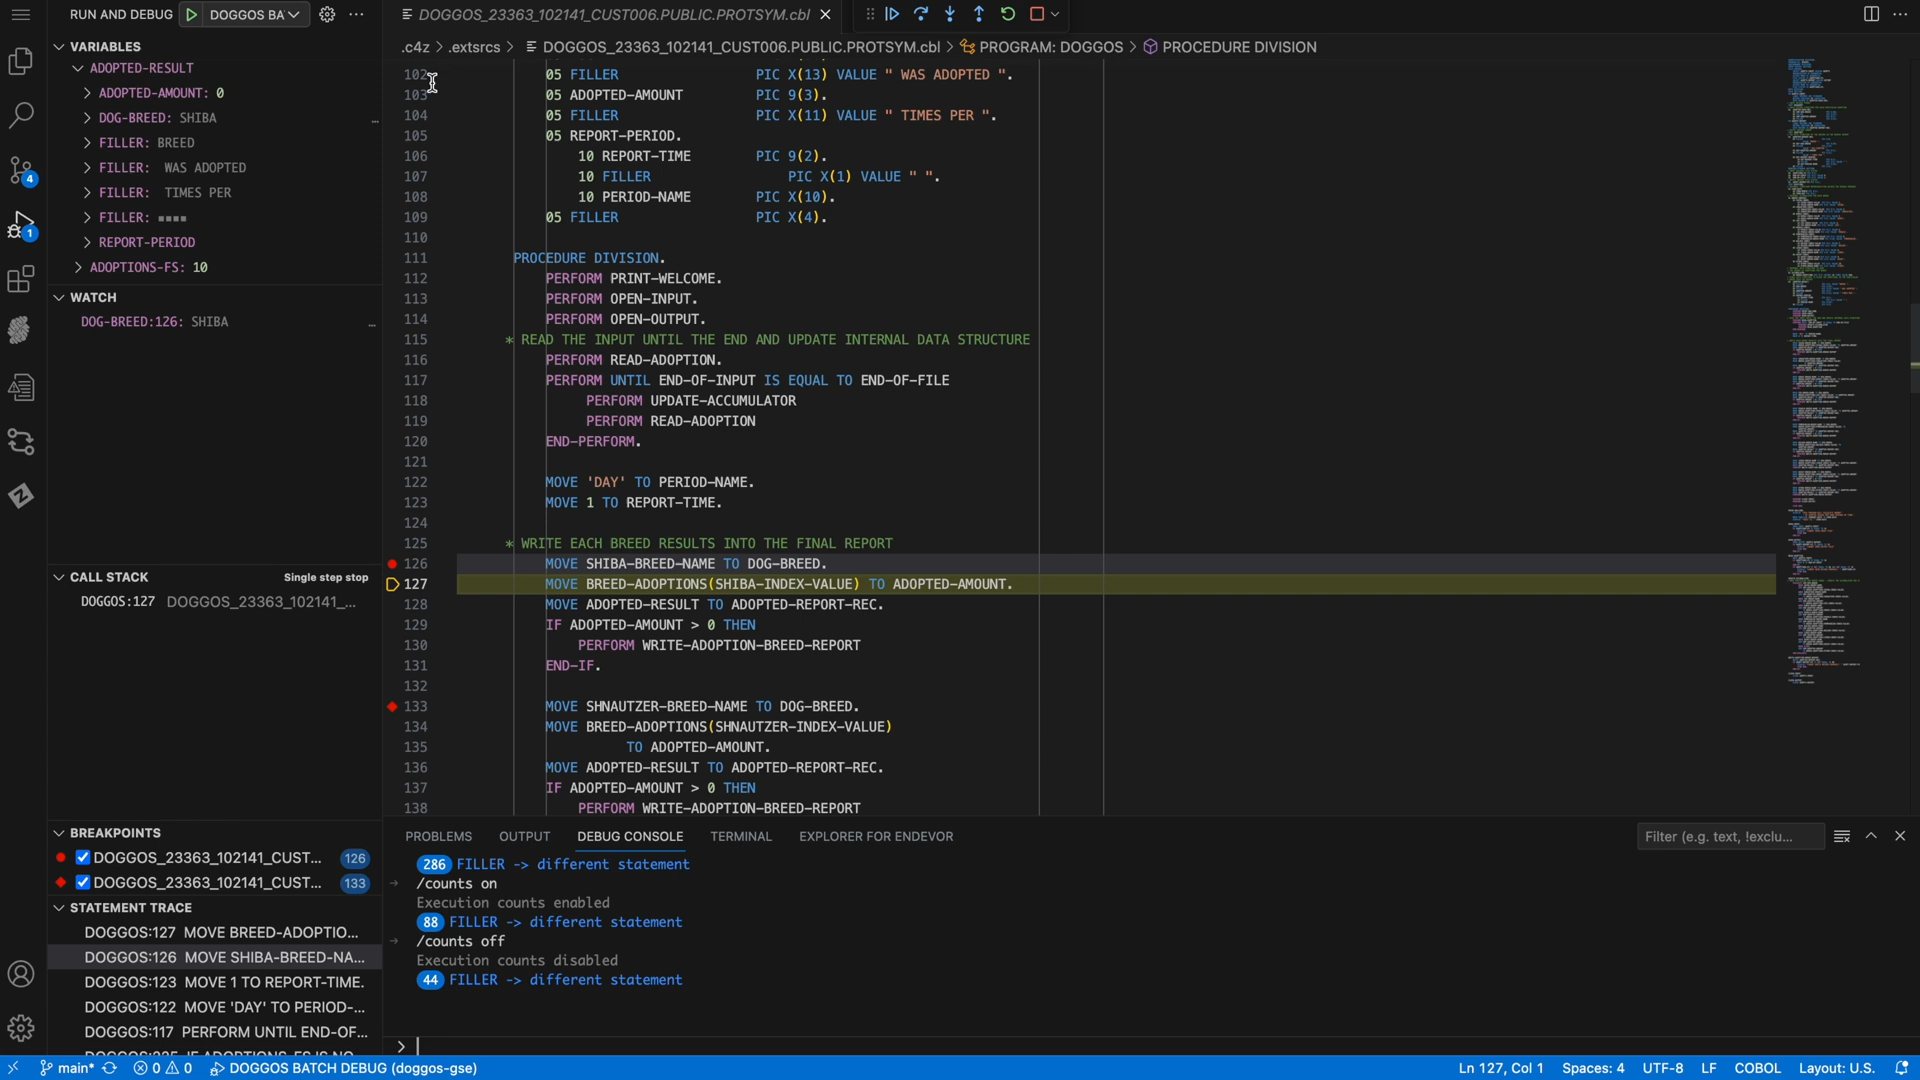 RUN AND DEBUG DOGGOS BA
DOGGOS_23363_102141_CUST006.PUBLIC.PROTSYM.cbl
.c4z > .extsrcs > DOGGOS_23363_102141_CUST006.PUBLIC.PROTSYM.cbl > PROGRAM: DOGGOS > PROCEDURE DIVISION
VARIABLES
ADOPTED-RESULT
ADOPTED-AMOUNT: 0
DOG-BREED: SHIBA …
FILLER: BREED
FILLER: WAS ADOPTED
FILLER: TIMES PER
FILLER:
REPORT-PERIOD
ADOPTIONS-FS: 10
WATCH
DOG-BREED:126: SHIBA …
CALL STACK Single step stop
DOGGOS:127 DOGGOS_23363_102141_...
BREAKPOINTS
DOGGOS_23363_102141_CUST... 126
DOGGOS_23363_102141_CUST... 133
STATEMENT TRACE
DOGGOS:127 MOVE BREED-ADOPTIO...
DOGGOS:126 MOVE SHIBA-BREED-NA...
DOGGOS:123 MOVE 1 TO REPORT-TIME.
DOGGOS:122 MOVE 'DAY' TO PERIOD-...
DOGGOS:117 PERFORM UNTIL END-OF...
4
1
102 05 FILLER PIC X(13) VALUE " WAS ADOPTED ".
103 05 ADOPTED-AMOUNT PIC 9(3).
104 05 FILLER PIC X(11) VALUE " TIMES PER ".
105 05 REPORT-PERIOD.
106 10 REPORT-TIME PIC 9(2).
107 10 FILLER PIC X(1) VALUE " ".
108 10 PERIOD-NAME PIC X(10).
109 05 FILLER PIC X(4).
110
111 PROCEDURE DIVISION.
112 PERFORM PRINT-WELCOME.
113 PERFORM OPEN-INPUT.
114 PERFORM OPEN-OUTPUT.
115 * READ THE INPUT UNTIL THE END AND UPDATE INTERNAL DATA STRUCTURE
116 PERFORM READ-ADOPTION.
117 PERFORM UNTIL END-OF-INPUT IS EQUAL TO END-OF-FILE
118 PERFORM UPDATE-ACCUMULATOR
119 PERFORM READ-ADOPTION
120 END-PERFORM.
121
122 MOVE 'DAY' TO PERIOD-NAME.
123 MOVE 1 TO REPORT-TIME.
124
125 * WRITE EACH BREED RESULTS INTO THE FINAL REPORT
126 MOVE SHIBA-BREED-NAME TO DOG-BREED.
127 MOVE BREED-ADOPTIONS(SHIBA-INDEX-VALUE) TO ADOPTED-AMOUNT.
128 MOVE ADOPTED-RESULT TO ADOPTED-REPORT-REC.
129 IF ADOPTED-AMOUNT > 0 THEN
130 PERFORM WRITE-ADOPTION-BREED-REPORT
131 END-IF.
132
133 MOVE SHNAUTZER-BREED-NAME TO DOG-BREED.
134 MOVE BREED-ADOPTIONS(SHNAUTZER-INDEX-VALUE)
135 TO ADOPTED-AMOUNT.
136 MOVE ADOPTED-RESULT TO ADOPTED-REPORT-REC.
137 IF ADOPTED-AMOUNT > 0 THEN
138 PERFORM WRITE-ADOPTION-BREED-REPORT
PROBLEMS OUTPUT DEBUG CONSOLE TERMINAL EXPLORER FOR ENDEVOR Filter (e.g. text, !exclu...
286 FILLER -> different statement
/counts on
Execution counts enabled
88 FILLER -> different statement
/counts off
Execution counts disabled
44 FILLER -> different statement
>
main* 0 0 DOGGOS BATCH DEBUG (doggos-gse) Ln 127, Col 1 Spaces: 4 UTF-8 LF COBOL Layout: U.S.